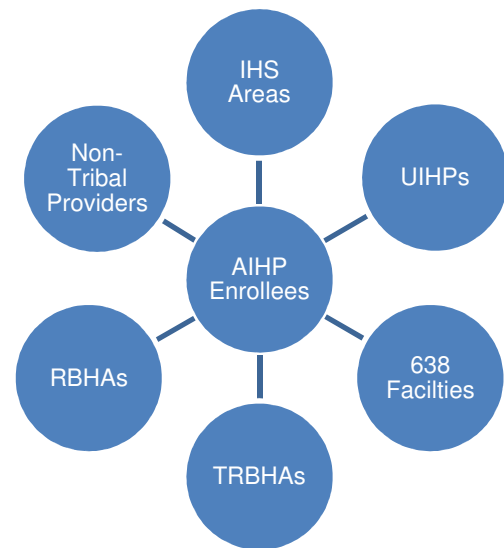 IHS
Areas
Non-
Tribal
Providers
UIHPs
AIHP
Enrollees
RBHAs
638
Facilties
TRBHAs